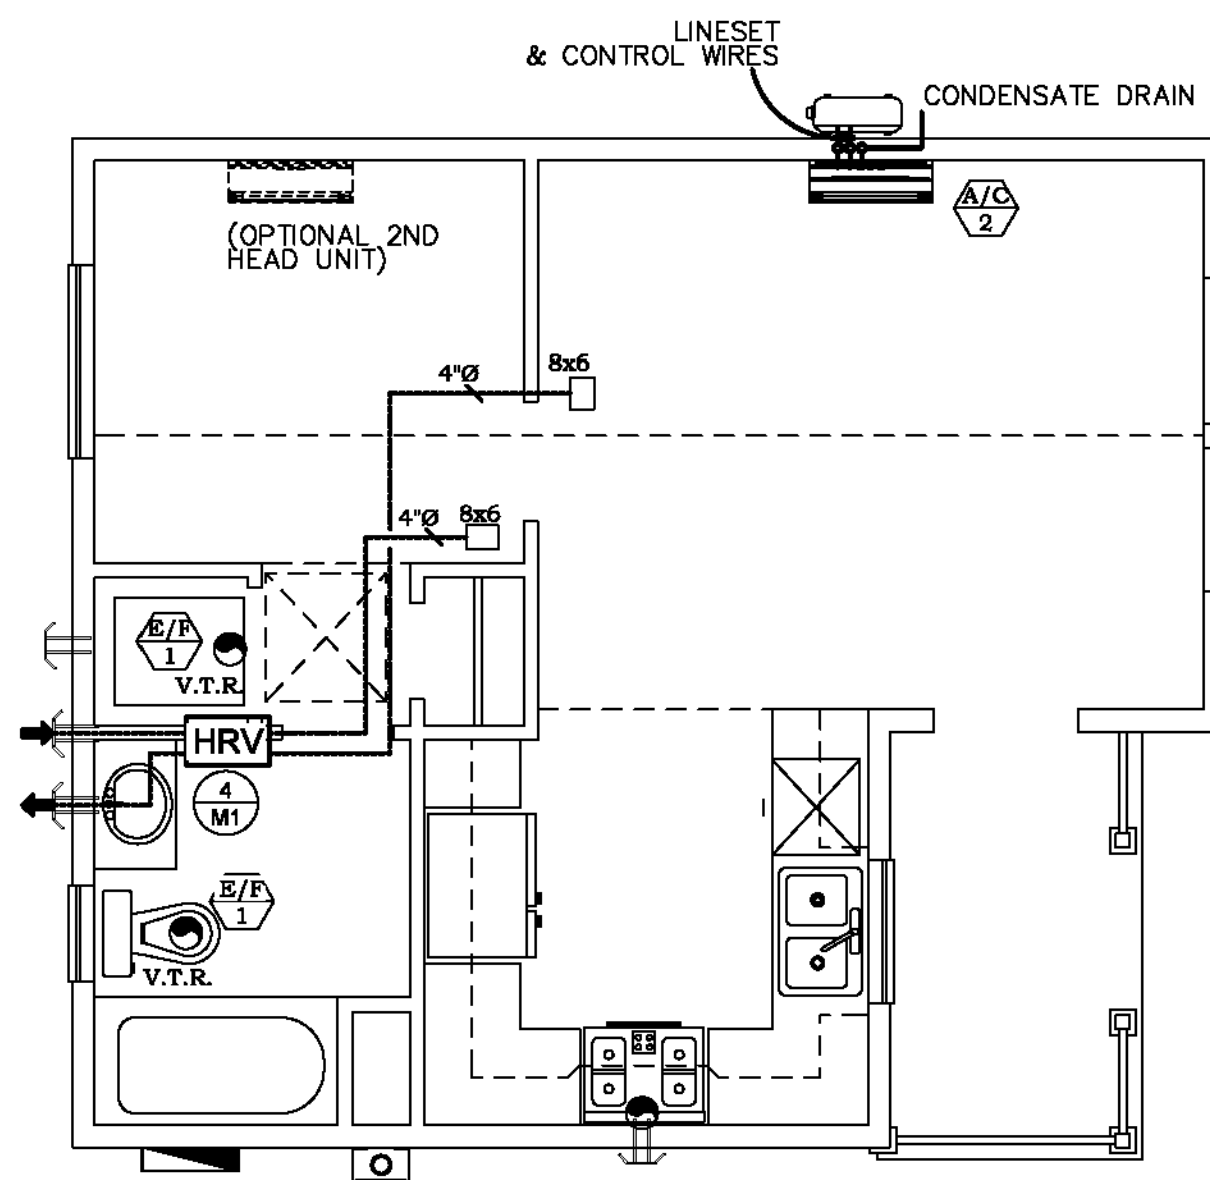 LINESET
& CONTROL WIRES
CONDENSATE DRAIN
A/C
2
(OPTIONAL 2ND
HEAD UNIT)
8x6
4"Ø
8x6
4"Ø
E/F
1
V.T.R.
HRV
4
M1
E/F
1
V.T.R.